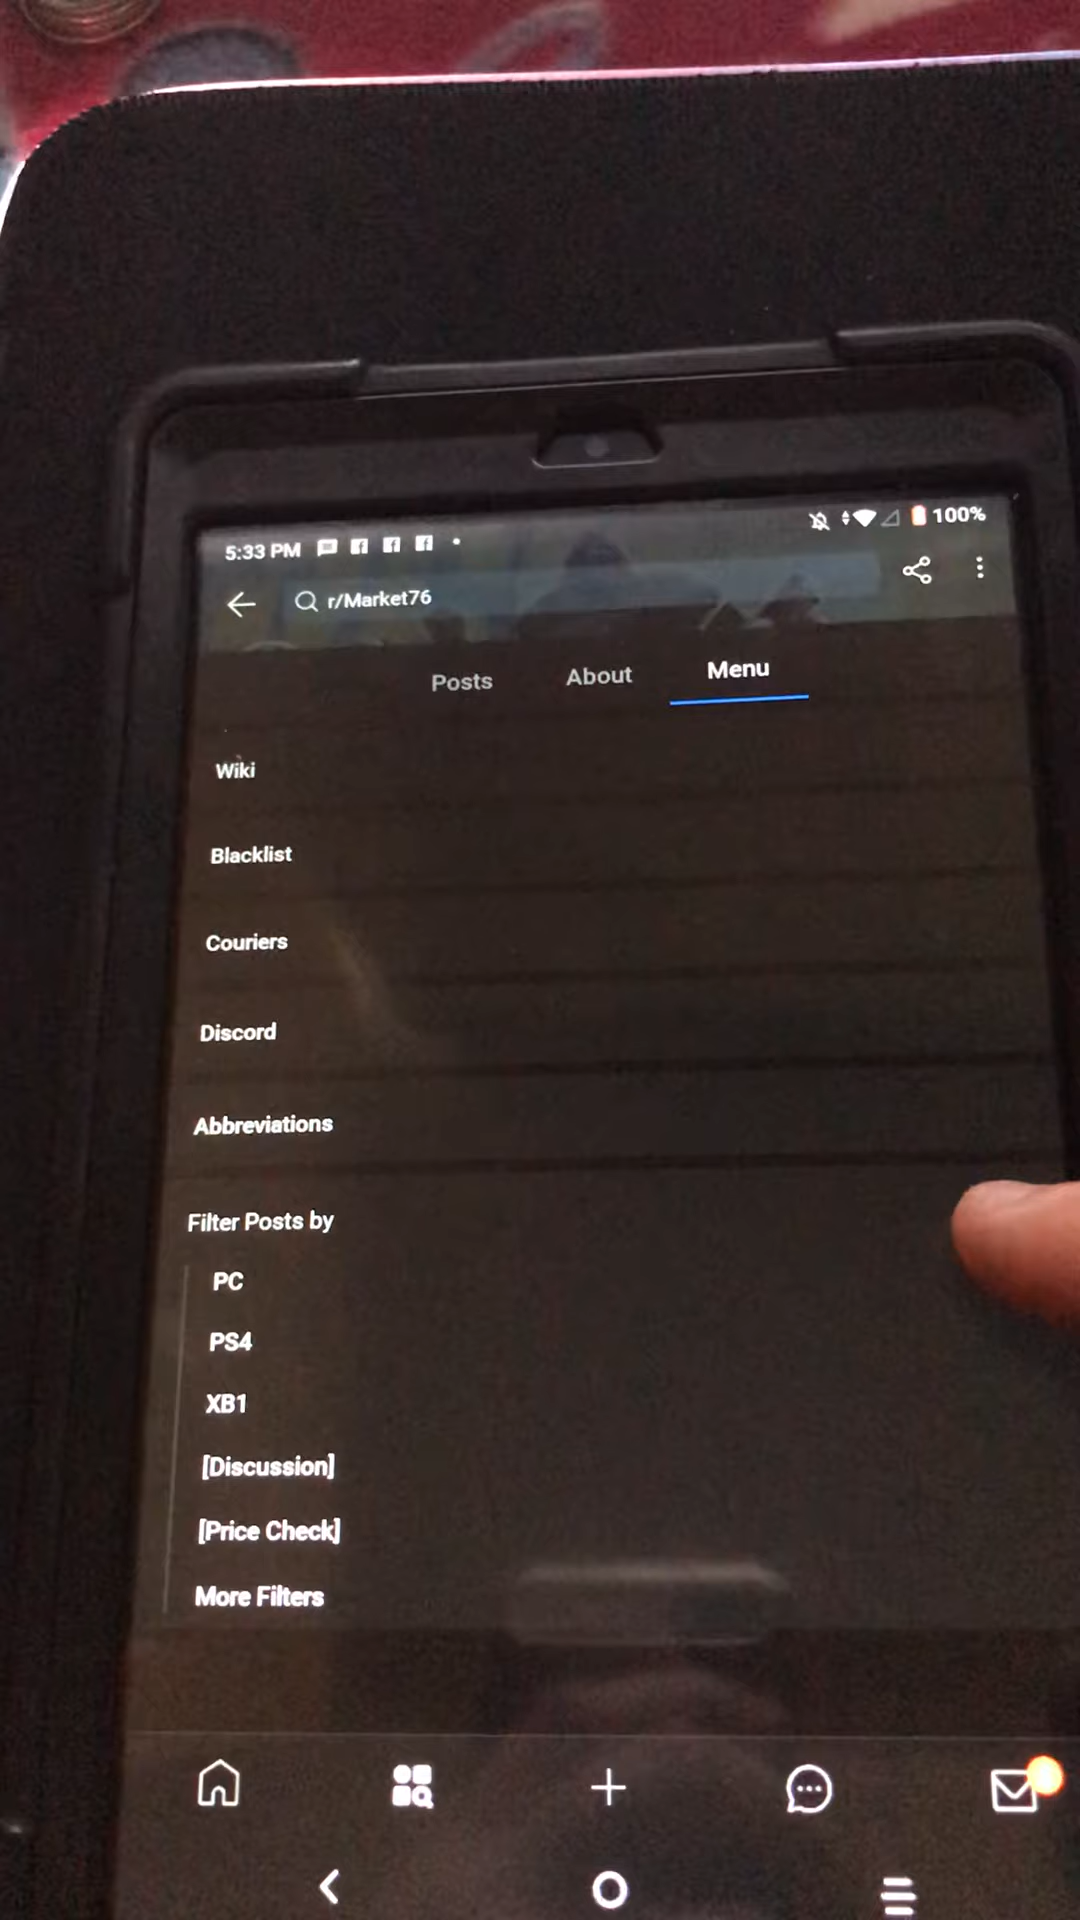 5:33 PM
100%
r/Market76
Posts About Menu
Wiki
Blacklist
Couriers
Discord
Abbreviations
Filter Posts by
PC
PS4
XB1
[Discussion]
[Price Check]
More Filters